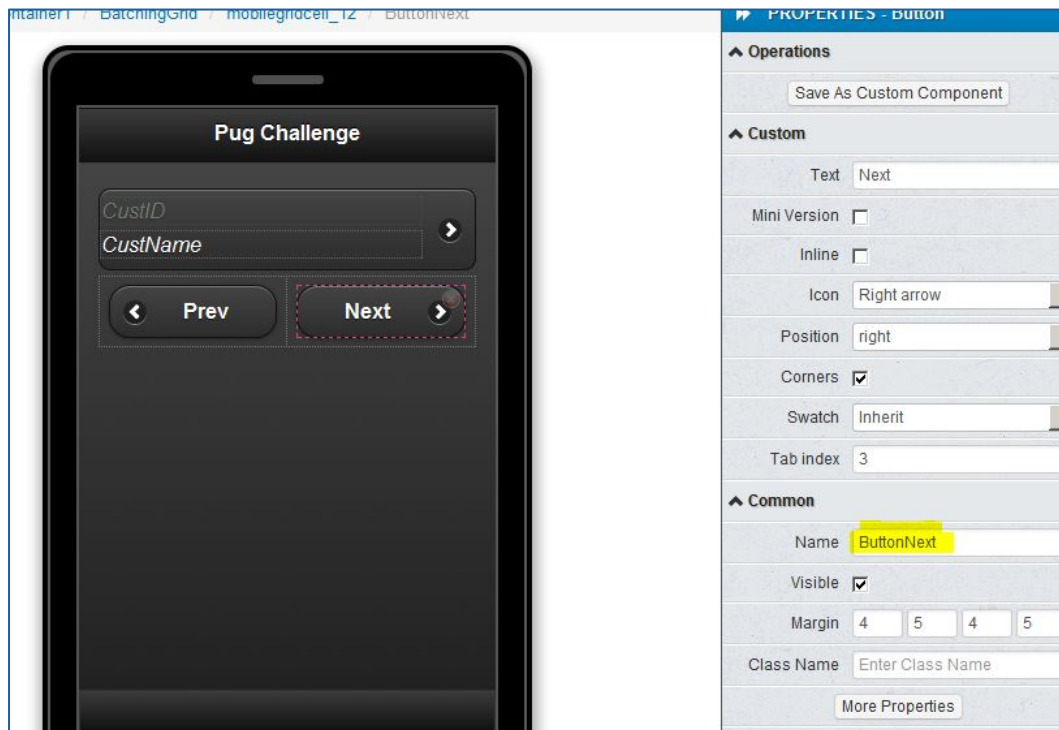 ntainer1 / BatchingGrid / mobilegridcell_12 / ButtonNext
Pug Challenge
CustID
CustName
Prev
Next
PROPERTIES - Button
Operations
Save As Custom Component
Custom
Text Next
Mini Version
Inline
Icon Right arrow
Position right
Corners
Swatch Inherit
Tab index 3
Common
Name ButtonNext
Visible
Margin 4 5 4 5
Class Name Enter Class Name
More Properties